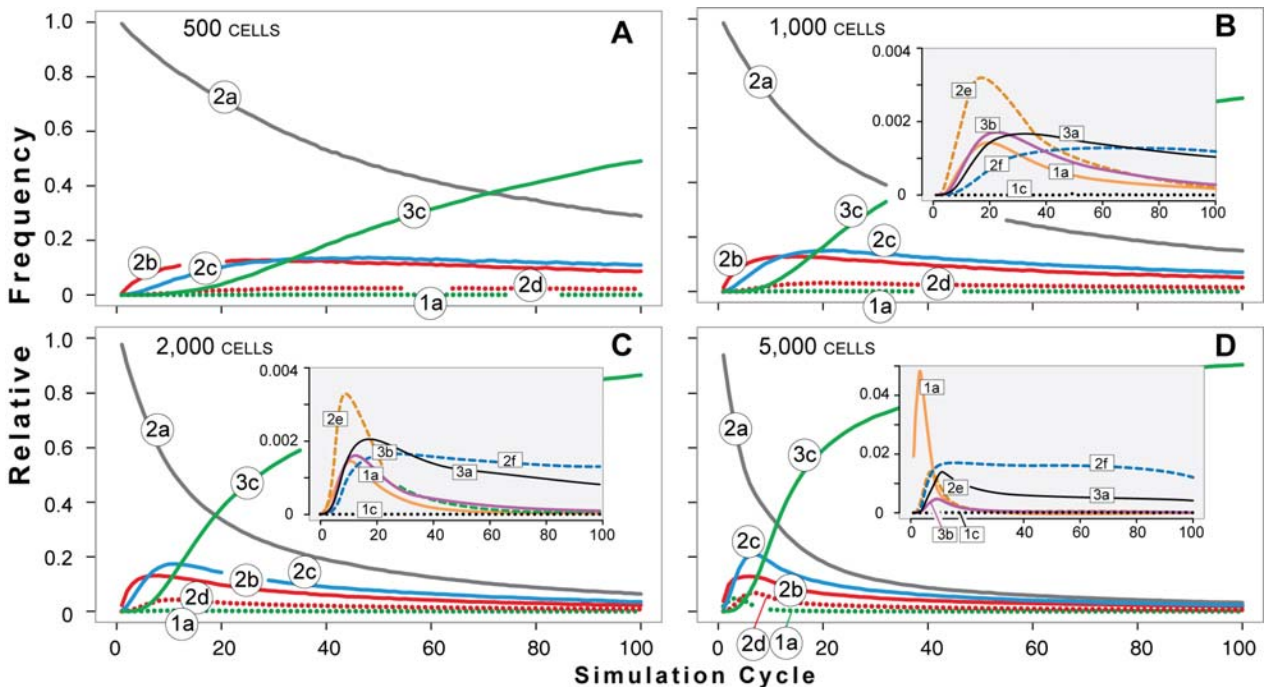 500 CELLS A
1.0
0.8
0.6
0.4
0.2
0
2a
3c
2b
2c
2d
1a
1,000 CELLS B
2a
3c
2c
2b
2d
1a
0.004
0.002
0
2e
3b
3a
2f
1a
1c
0 20 40 60 80 100
Relative Frequency
2,000 CELLS C
1.0
0.8
0.6
0.4
0.2
0
2a
3c
2b
2c
2d
1a
0 20 40 60 80 100
0.004
0.002
0
2e
3b
2f
1a
3a
1c
0 20 40 60 80 100
5,000 CELLS D
2a
3c
2c
2b
2d
1a
0 20 40 60 80 100
0.04
0.02
0
1a
2f
2e
3a
3b
1c
0 20 40 60 80 100
Simulation Cycle